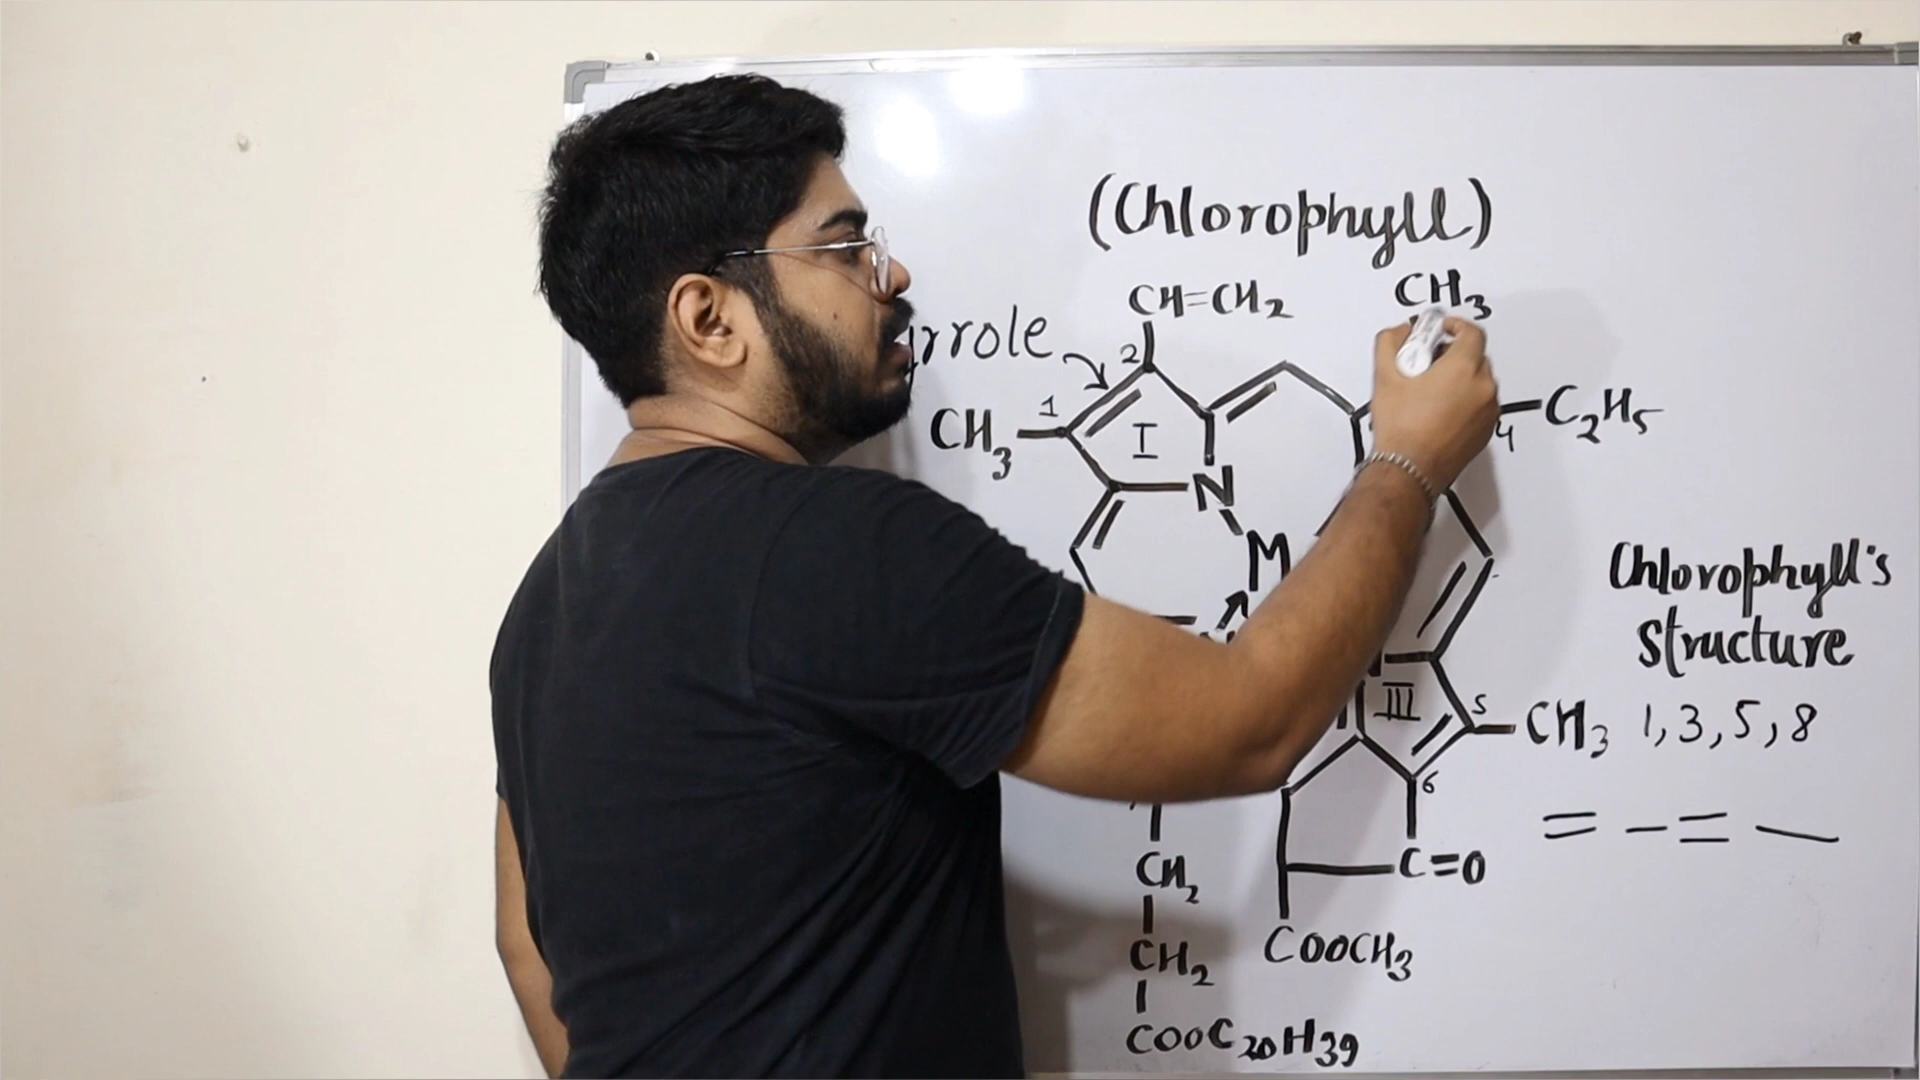 (Chlorophyll)
CH=CH2
CH3
2
1
CH3
I
4
C2H5
N
M
Chlorophyll's
structure
III
5
CH3
1,3,5,8
6
CH2
C=O
CH2
COOCH3
COOC20H39